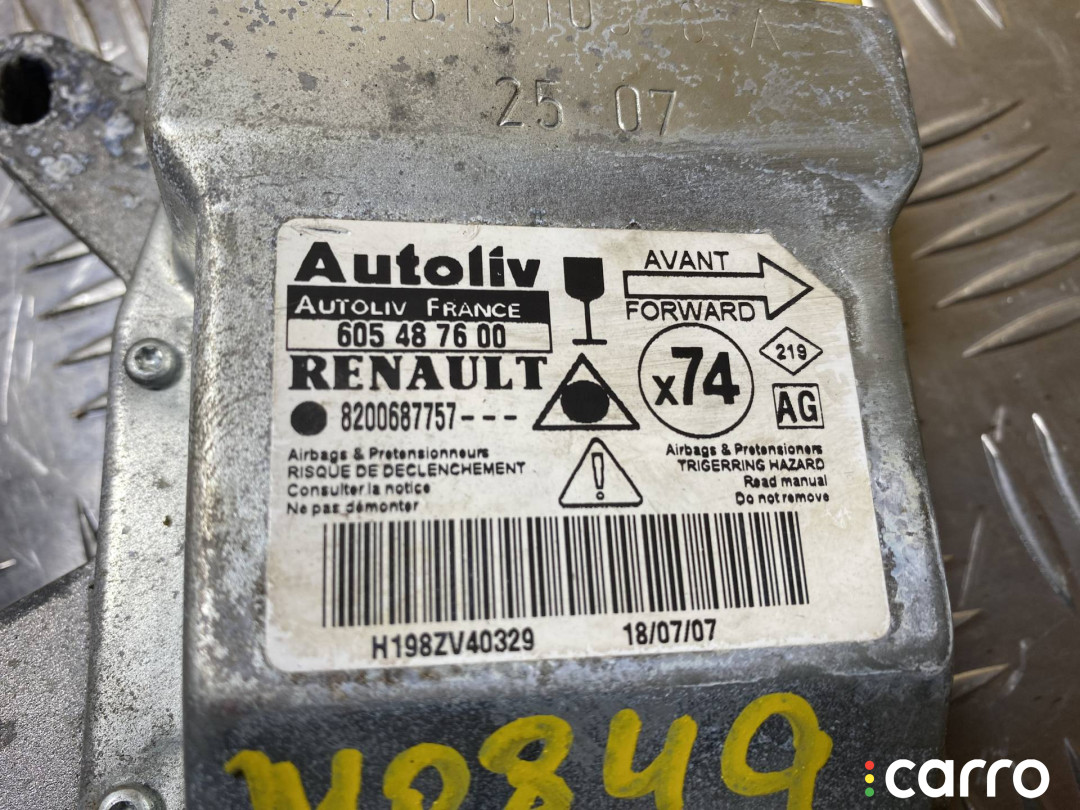 25 07
Autoliv
AUTOLIV FRANCE
605 48 76 00
RENAULT
8200687757---
AVANT
FORWARD
x74
219
AG
Airbags & Pretensionneurs
RISQUE DE DECLENCHEMENT
Consulter la notice
Ne pas démonter
Airbags & Pretensioners
TRIGERRING HAZARD
Read manual
Do not remove
H198ZV40329
18/07/07
carro